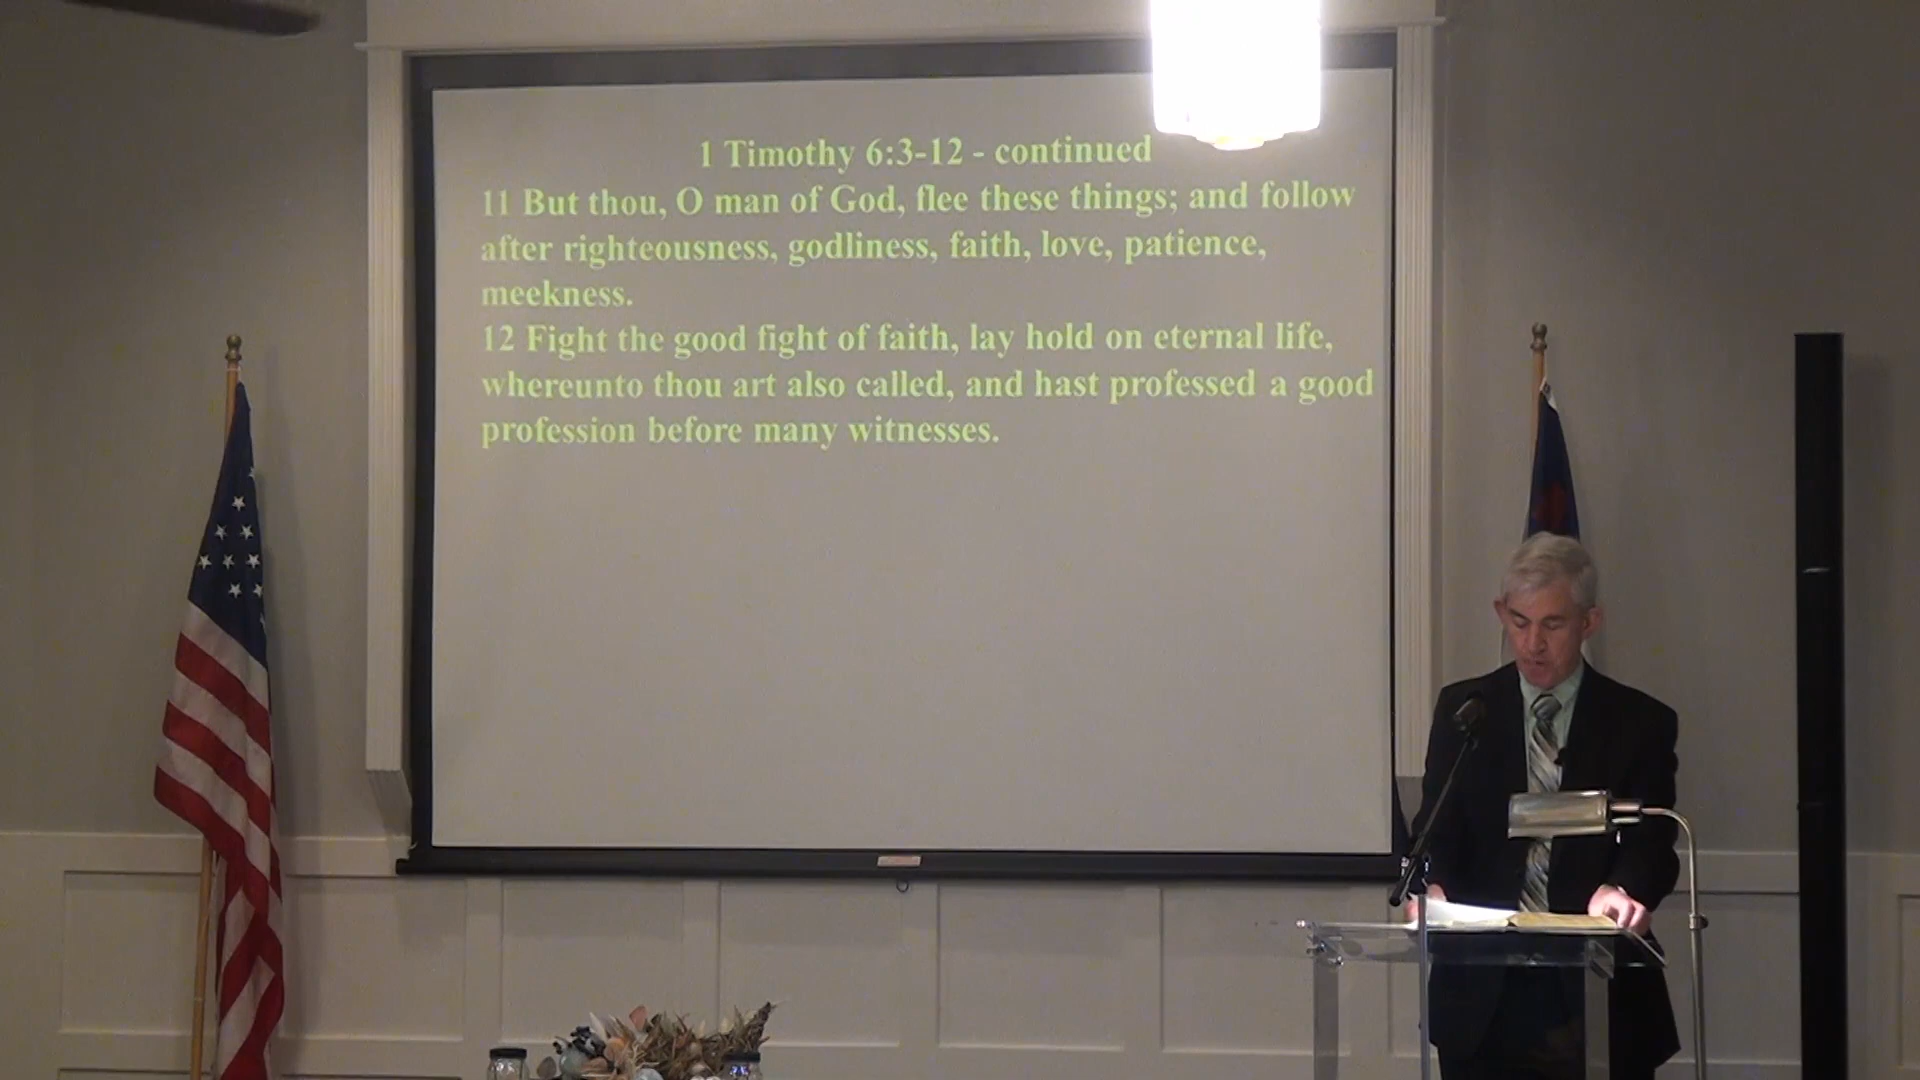 1 Timothy 6:3-12 - continued
11 But thou, O man of God, flee these things; and follow
after righteousness, godliness, faith, love, patience,
meekness.
12 Fight the good fight of faith, lay hold on eternal life,
whereunto thou art also called, and hast professed a good
profession before many witnesses.